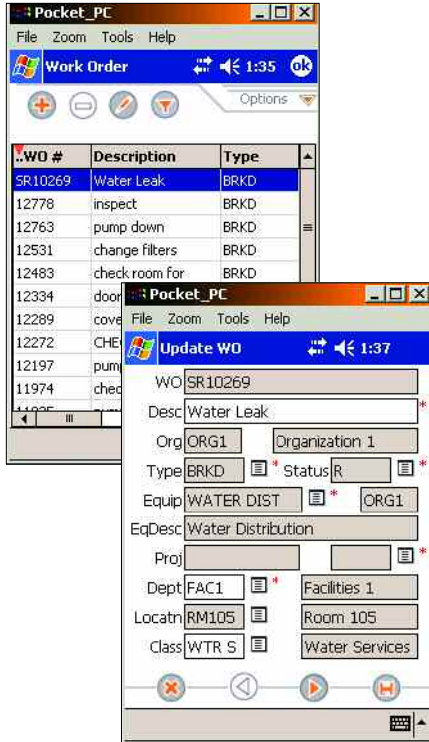 Pocket_PC
File Zoom Tools Help
Work Order 1:35 ok
Options
..WO # Description Type
SR10269 Water Leak BRKD
12778 inspect BRKD
12763 pump down BRKD
12531 change filters BRKD
12483 check room for BRKD
12334 door
12289 cove
12272 CHE
12197 pum
11974 chec
Pocket_PC
File Zoom Tools Help
Update WO 1:37
WO SR10269
Desc Water Leak *
Org ORG1 Organization 1
Type BRKD * Status R *
Equip WATER DIST * ORG1
EqDesc Water Distribution
Proj *
Dept FAC1 * Facilities 1
Locatn RM105 Room 105
Class WTR S Water Services